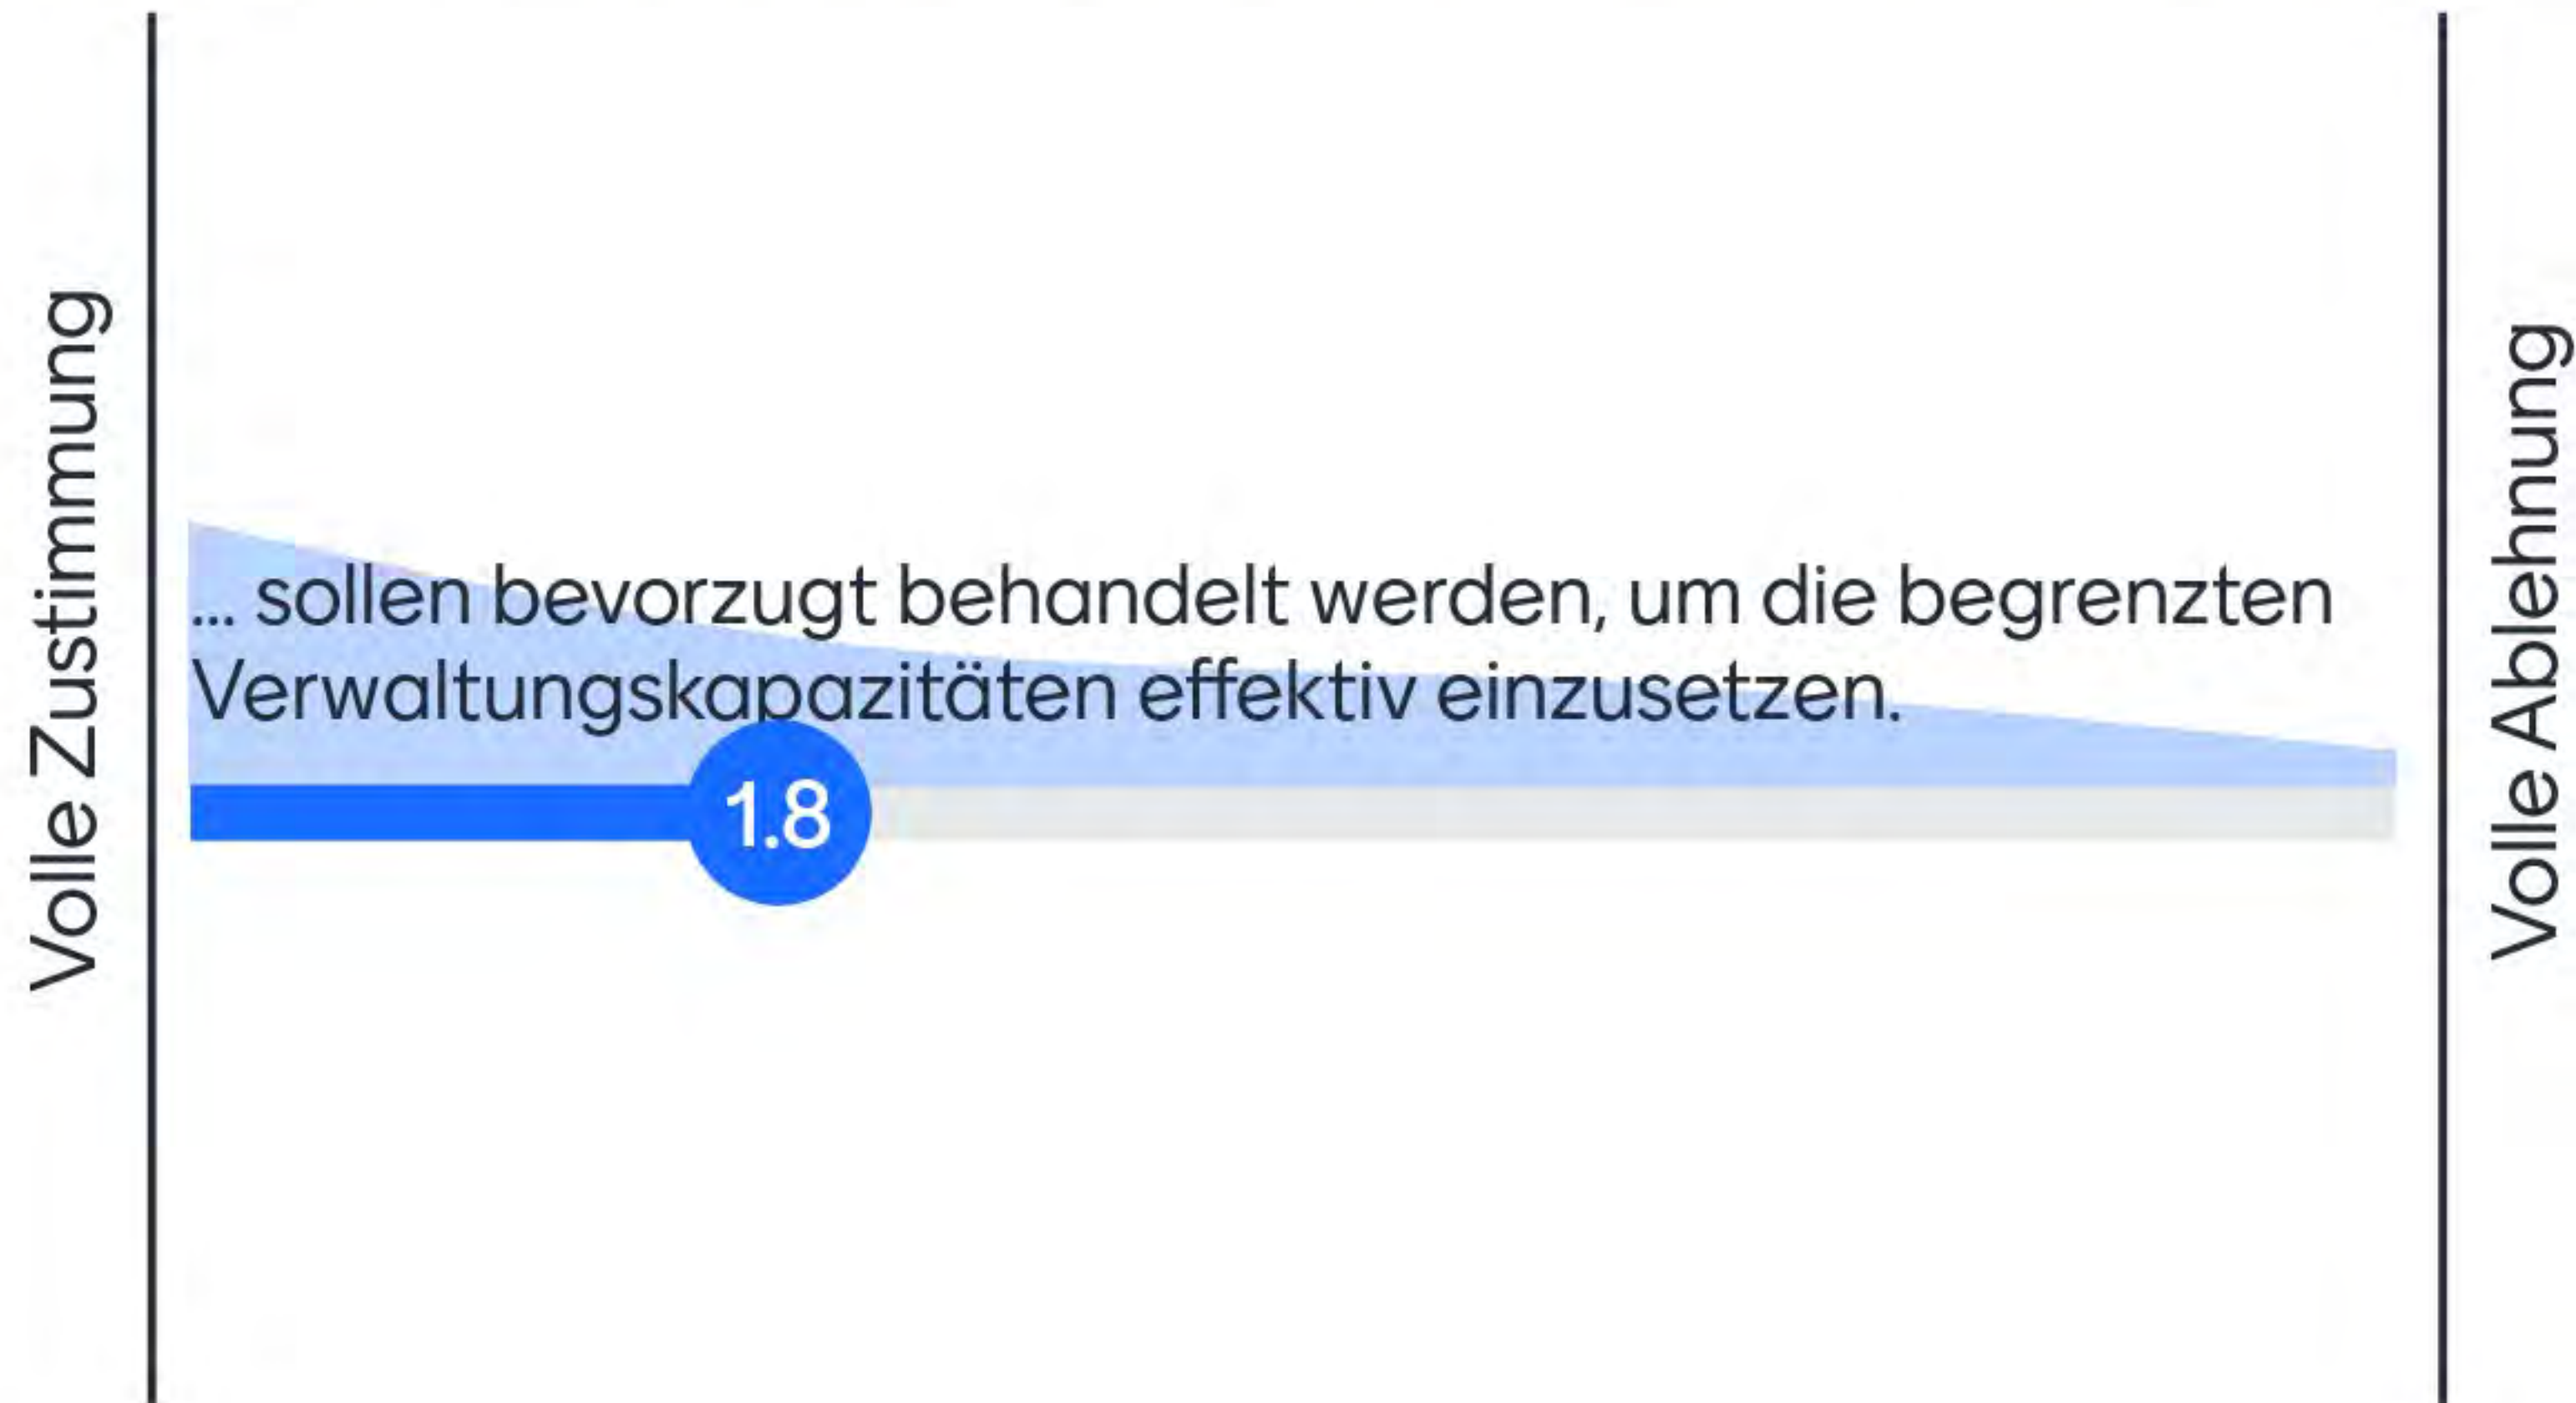 Volle Zustimmung
... sollen bevorzugt behandelt werden, um die begrenzten
Verwaltungskapazitäten effektiv einzusetzen.
1.8
Volle Ablehnung